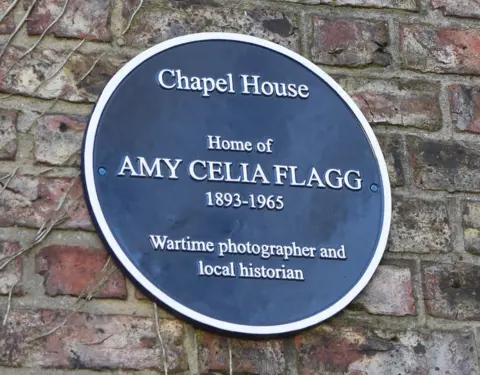 Chapel House
Home of
AMY CELIA FLAGG
1893-1965
Wartime photographer and
local historian